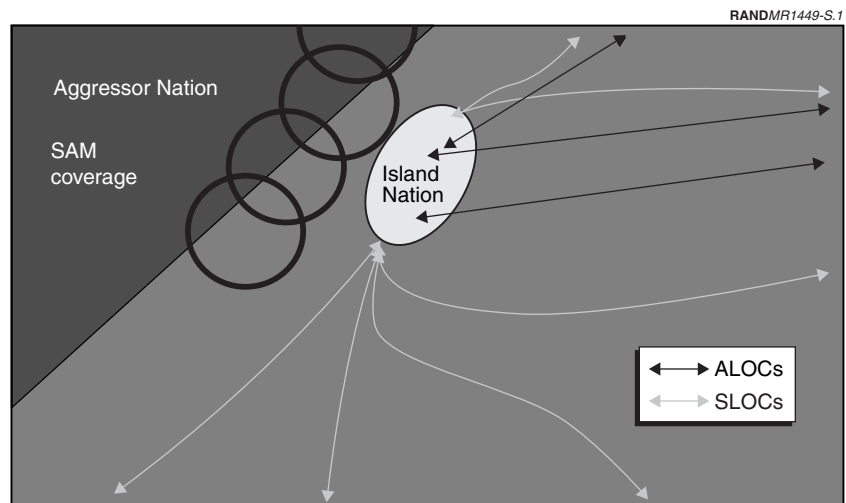 RANDMR1449-S.1
Aggressor Nation
SAM
coverage
Island
Nation
ALOCs
SLOCs